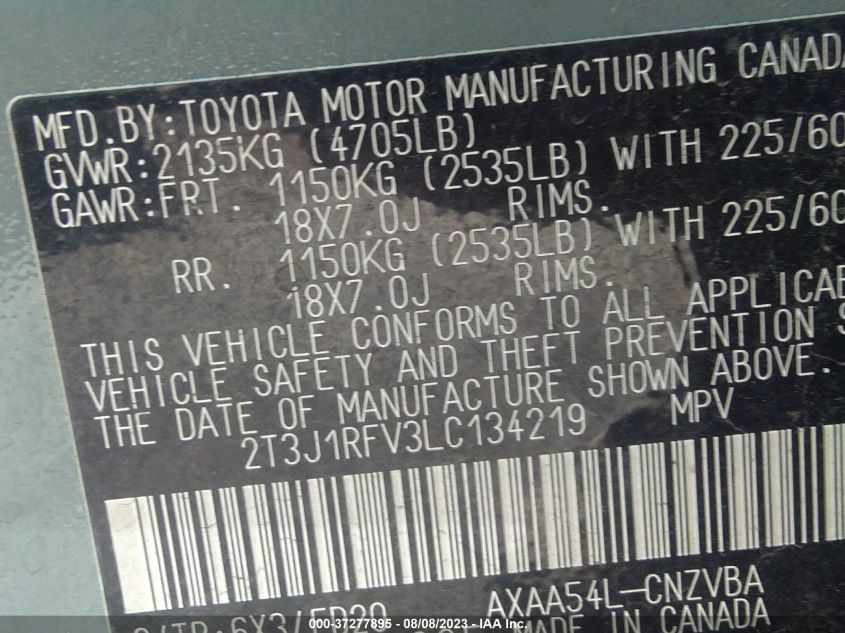 MFD.BY:TOYOTA MOTOR MANUFACTURING CANADA
GVWR:2135KG (4705LB)
GAWR:FRT. 1150KG (2535LB) WITH 225/60
18X7.0J RIMS.
RR. 1150KG (2535LB) WITH 225/60
18X7.0J RIMS.
THIS VEHICLE CONFORMS TO ALL APPLICAB
VEHICLE SAFETY AND THEFT PREVENTION S
THE DATE OF MANUFACTURE SHOWN ABOVE.
2T3J1RFV3LC134219 MPV
AXAA54L-CNZVBA
MADE IN CANADA
000-37277895 - 08/08/2023 - IAA Inc.